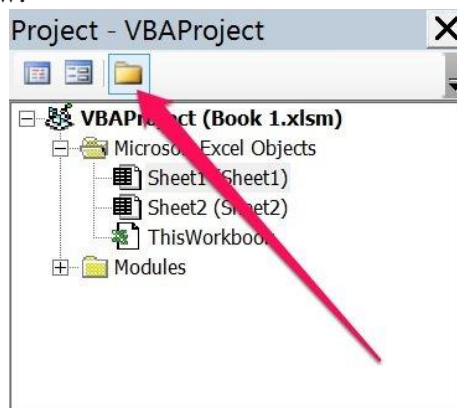 Project - VBAProject
VBAProject (Book 1.xlsm)
Microsoft Excel Objects
Sheet1 (Sheet1)
Sheet2 (Sheet2)
ThisWorkbook
Modules